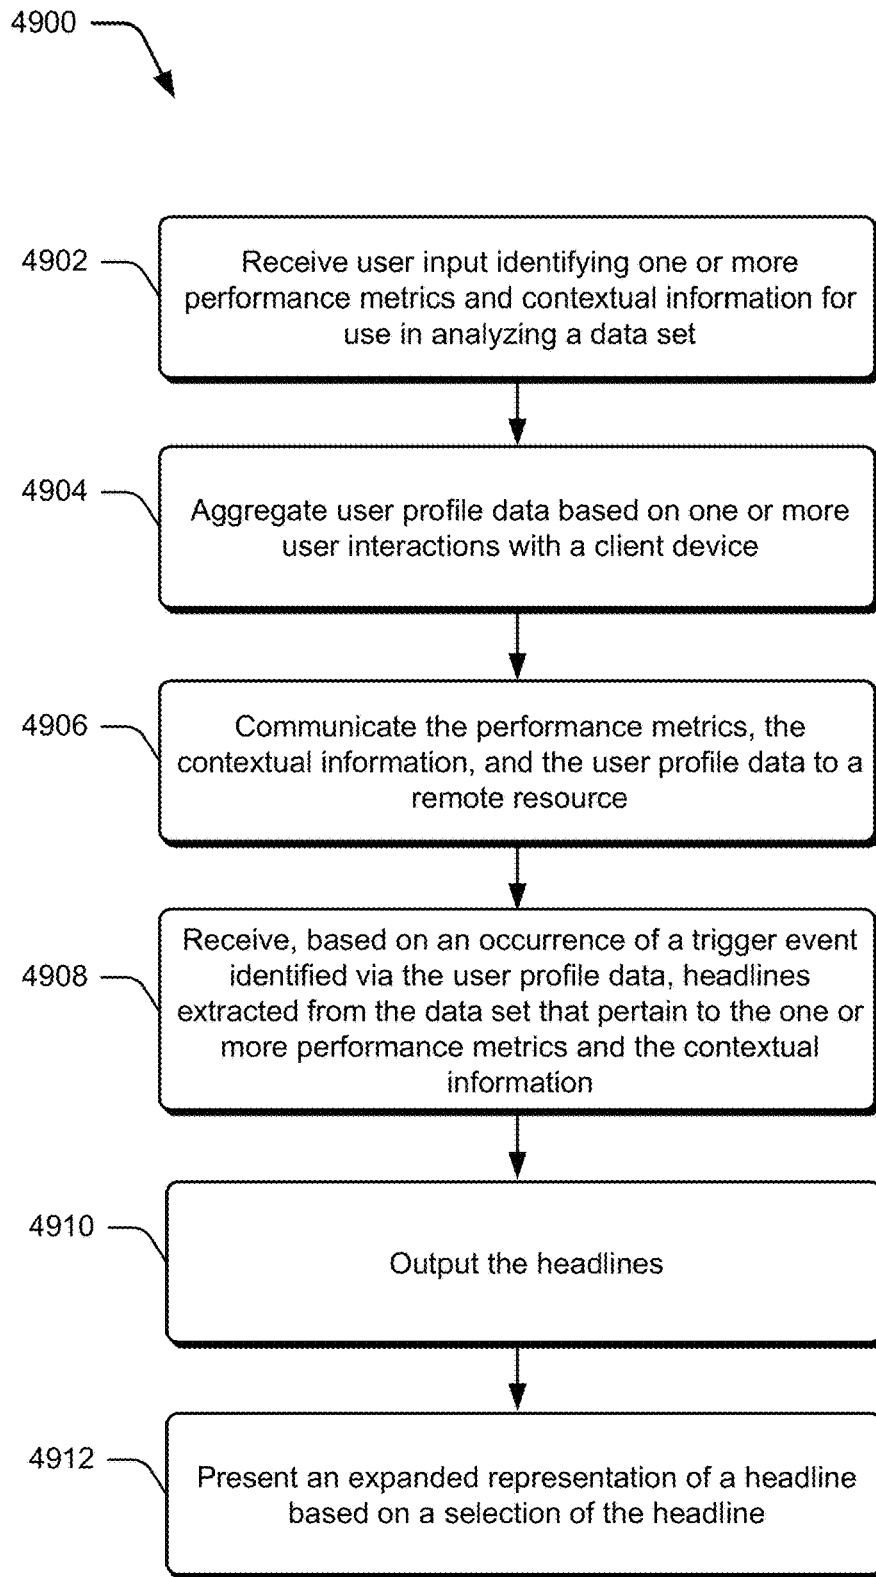 4900
4902
Receive user input identifying one or more
performance metrics and contextual information for
use in analyzing a data set
4904
Aggregate user profile data based on one or more
user interactions with a client device
4906
Communicate the performance metrics, the
contextual information, and the user profile data to a
remote resource
4908
Receive, based on an occurrence of a trigger event
identified via the user profile data, headlines
extracted from the data set that pertain to the one or
more performance metrics and the contextual
information
4910
Output the headlines
4912
Present an expanded representation of a headline
based on a selection of the headline